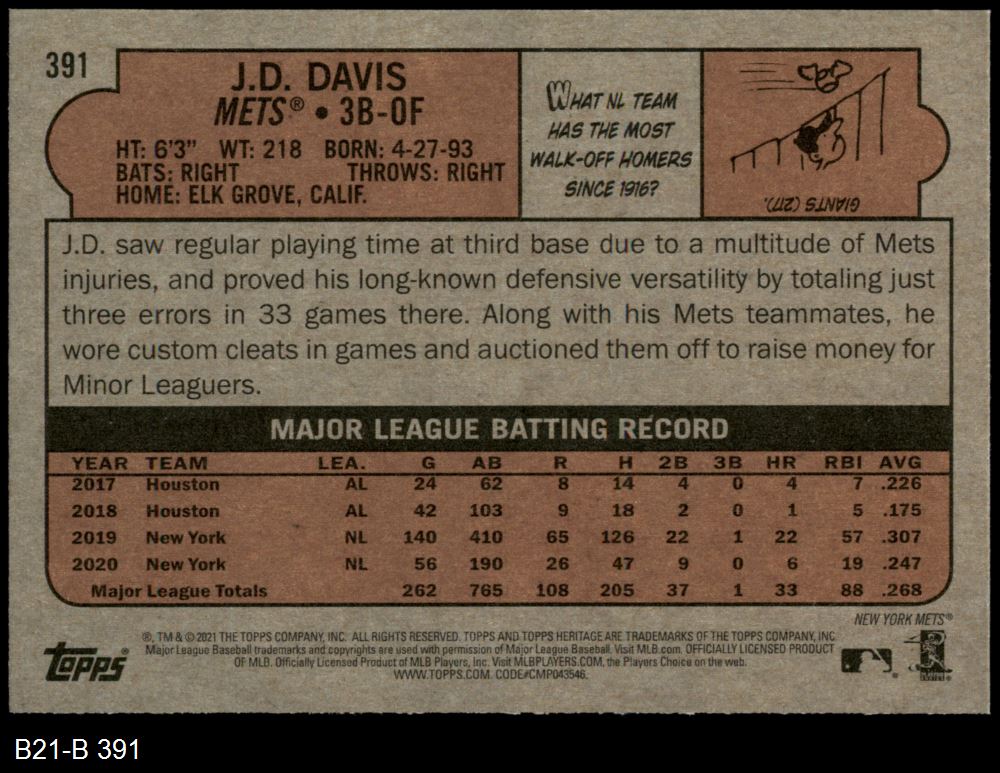 391
J.D. DAVIS
METS® • 3B-OF
HT: 6'3" WT: 218 BORN: 4-27-93
BATS: RIGHT THROWS: RIGHT
HOME: ELK GROVE, CALIF.
WHAT NL TEAM
HAS THE MOST
WALK-OFF HOMERS
SINCE 1916?
GIANTS (217).
J.D. saw regular playing time at third base due to a multitude of Mets
injuries, and proved his long-known defensive versatility by totaling just
three errors in 33 games there. Along with his Mets teammates, he
wore custom cleats in games and auctioned them off to raise money for
Minor Leaguers.
MAJOR LEAGUE BATTING RECORD
YEAR TEAM LEA. G AB R H 2B 3B HR RBI AVG
2017 Houston AL 24 62 8 14 4 0 4 7 .226
2018 Houston AL 42 103 9 18 2 0 1 5 .175
2019 New York NL 140 410 65 126 22 1 22 57 .307
2020 New York NL 56 190 26 47 9 0 6 19 .247
Major League Totals 262 765 108 205 37 1 33 88 .268
NEW YORK METS®
topps®
®, TM & © 2021 THE TOPPS COMPANY, INC. ALL RIGHTS RESERVED. TOPPS AND TOPPS HERITAGE ARE TRADEMARKS OF THE TOPPS COMPANY, INC
Major League Baseball trademarks and copyrights are used with permission of Major League Baseball. Visit MLB.com. OFFICIALLY LICENSED PRODUCT
OF MLB. Officially Licensed Product of MLB Players, Inc. Visit MLBPLAYERS.COM, the Players Choice on the web.
WWW.TOPPS.COM. CODE#CMP043546.
B21-B 391